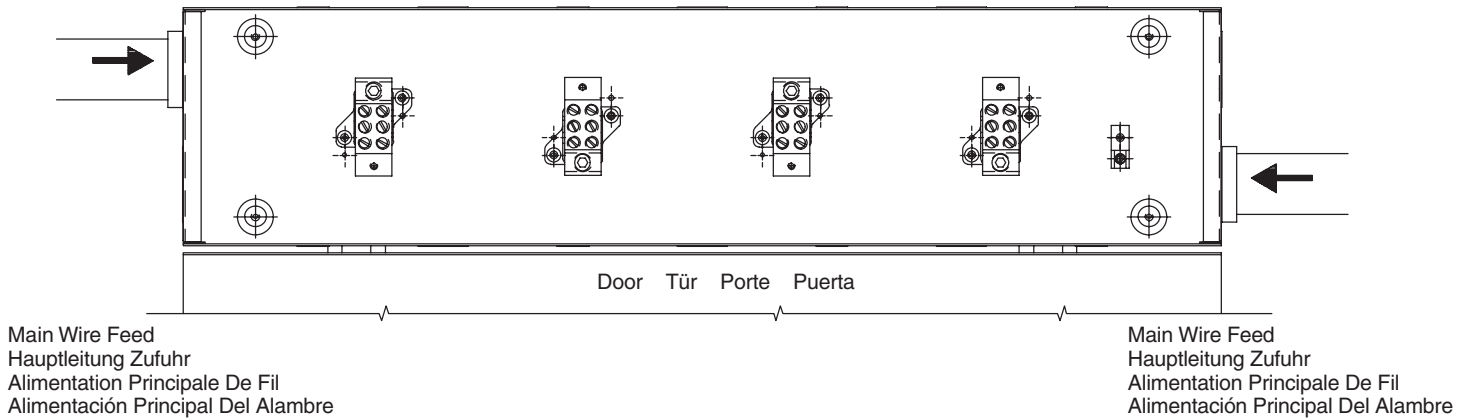 Door Tür Porte Puerta
Main Wire Feed
Hauptleitung Zufuhr
Alimentation Principale De Fil
Alimentación Principal Del Alambre
Main Wire Feed
Hauptleitung Zufuhr
Alimentation Principale De Fil
Alimentación Principal Del Alambre